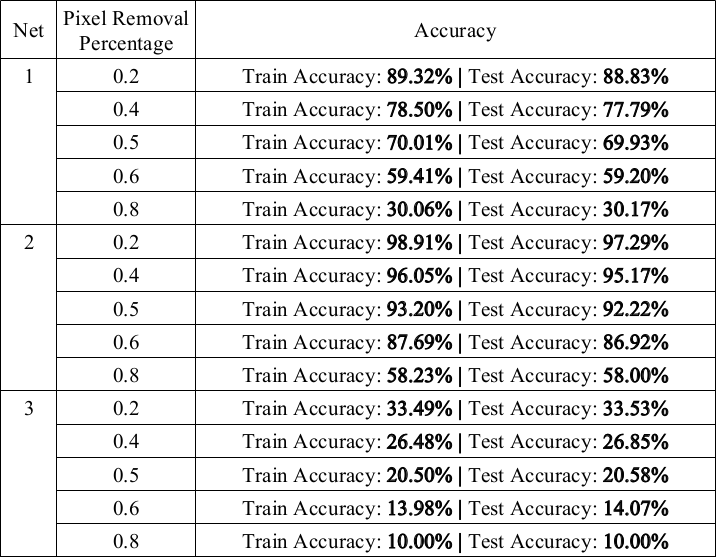 Net Pixel Removal Percentage Accuracy
1 0.2 Train Accuracy: 89.32% | Test Accuracy: 88.83%
0.4 Train Accuracy: 78.50% | Test Accuracy: 77.79%
0.5 Train Accuracy: 70.01% | Test Accuracy: 69.93%
0.6 Train Accuracy: 59.41% | Test Accuracy: 59.20%
0.8 Train Accuracy: 30.06% | Test Accuracy: 30.17%
2 0.2 Train Accuracy: 98.91% | Test Accuracy: 97.29%
0.4 Train Accuracy: 96.05% | Test Accuracy: 95.17%
0.5 Train Accuracy: 93.20% | Test Accuracy: 92.22%
0.6 Train Accuracy: 87.69% | Test Accuracy: 86.92%
0.8 Train Accuracy: 58.23% | Test Accuracy: 58.00%
3 0.2 Train Accuracy: 33.49% | Test Accuracy: 33.53%
0.4 Train Accuracy: 26.48% | Test Accuracy: 26.85%
0.5 Train Accuracy: 20.50% | Test Accuracy: 20.58%
0.6 Train Accuracy: 13.98% | Test Accuracy: 14.07%
0.8 Train Accuracy: 10.00% | Test Accuracy: 10.00%